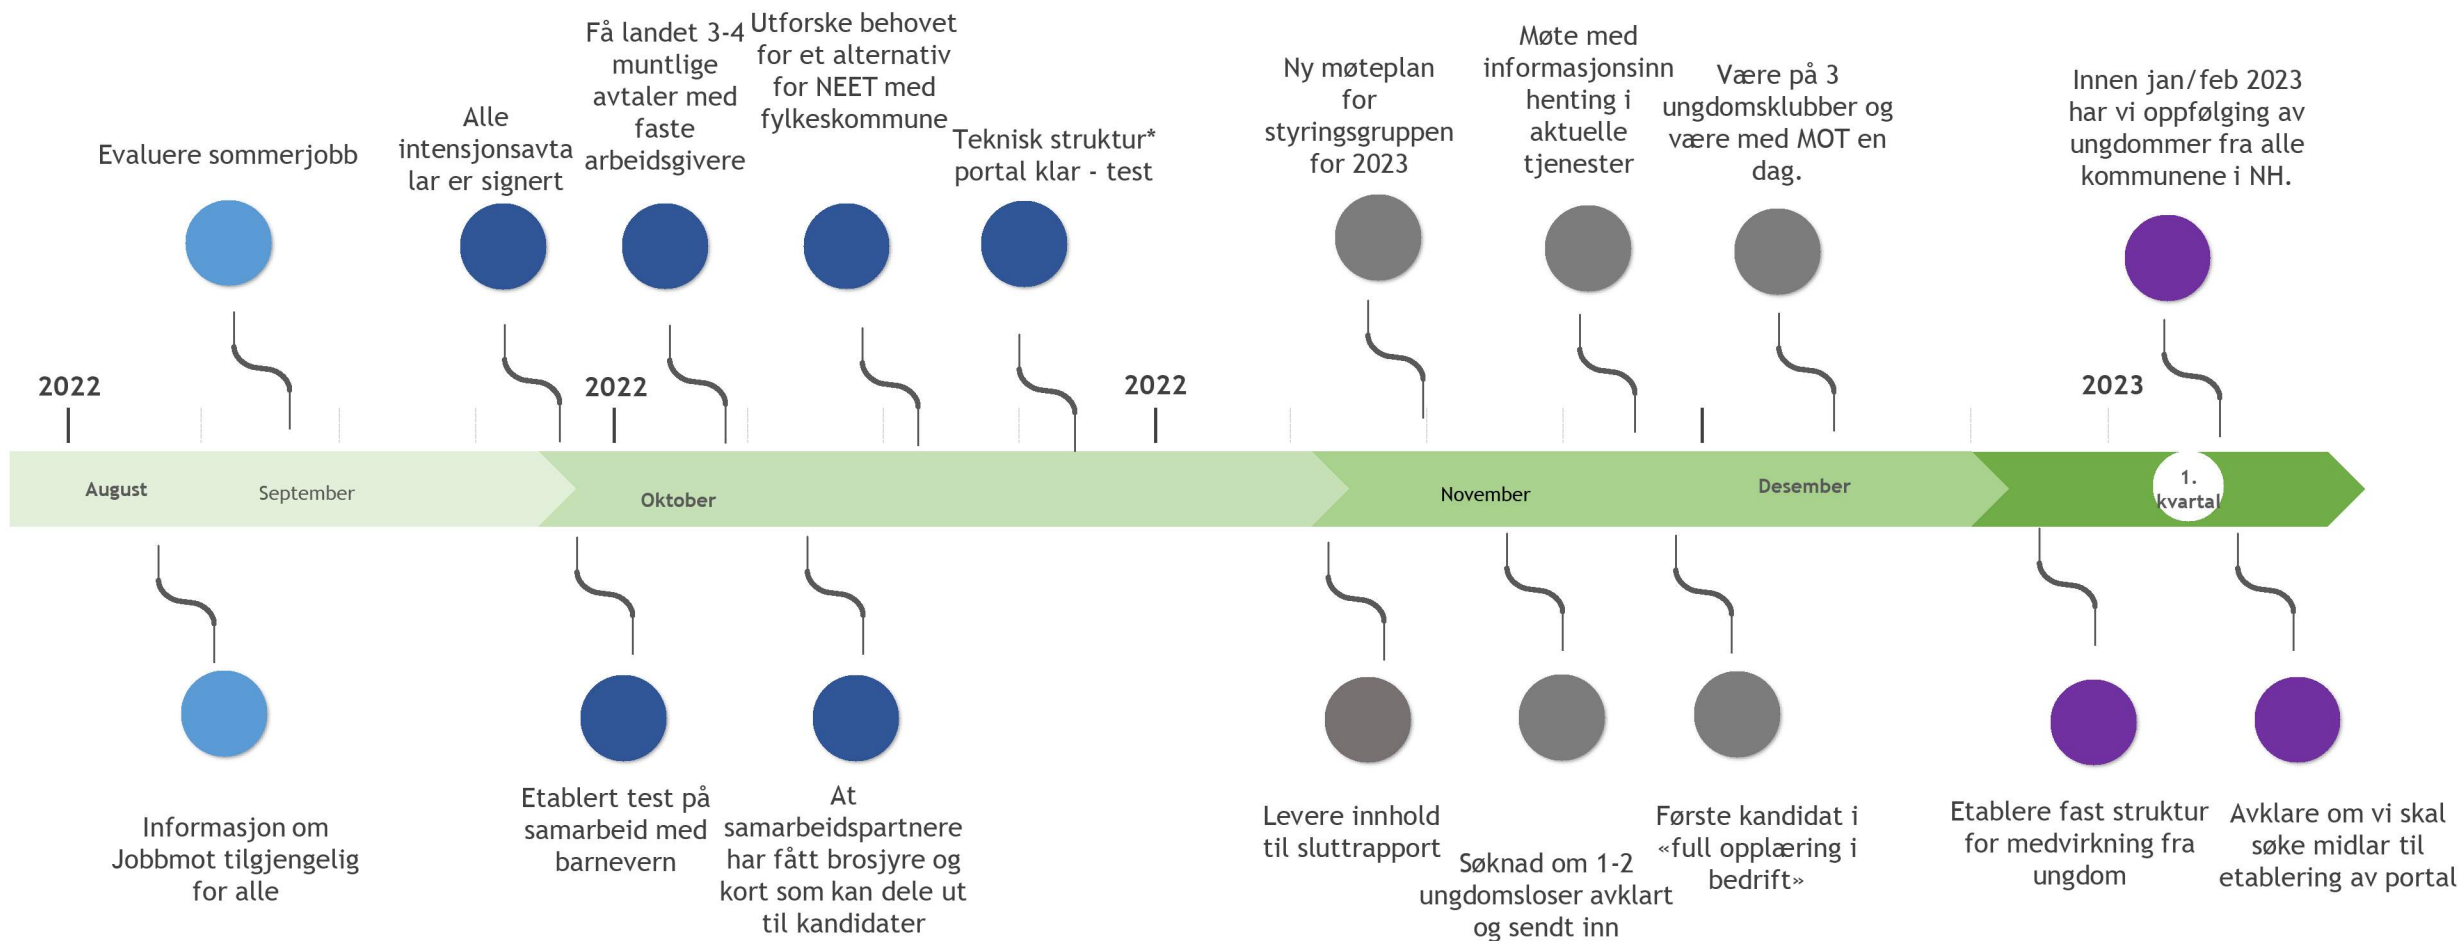 Evaluere sommerjobb
Alle
intensjonsavta
lar er signert
Få landet 3-4
muntlige
avtaler med
faste
arbeidsgivere
Utforske behovet
for et alternativ
for NEET med
fylkeskommune
Teknisk struktur*
portal klar - test
Ny møteplan
for
styringsgruppen
for 2023
Møte med
informasjonsinn
henting i
aktuelle
tjenester
Være på 3
ungdomsklubber og
være med MOT en
dag.
Innen jan/feb 2023
har vi oppfølging av
ungdommer fra alle
kommunene i NH.
2022
2022
2022
2023
August
September
Oktober
November
Desember
1.
kvartal
Informasjon om
Jobbmot tilgjengelig
for alle
Etablert test på
samarbeid med
barnevern
At
samarbeidspartnere
har fått brosjyre og
kort som kan dele ut
til kandidater
Levere innhold
til sluttrapport
Søknad om 1-2
ungdomsloser avklart
og sendt inn
Første kandidat i
«full opplæring i
bedrift»
Etablere fast struktur
for medvirkning fra
ungdom
Avklare om vi skal
søke midlar til
etablering av portal